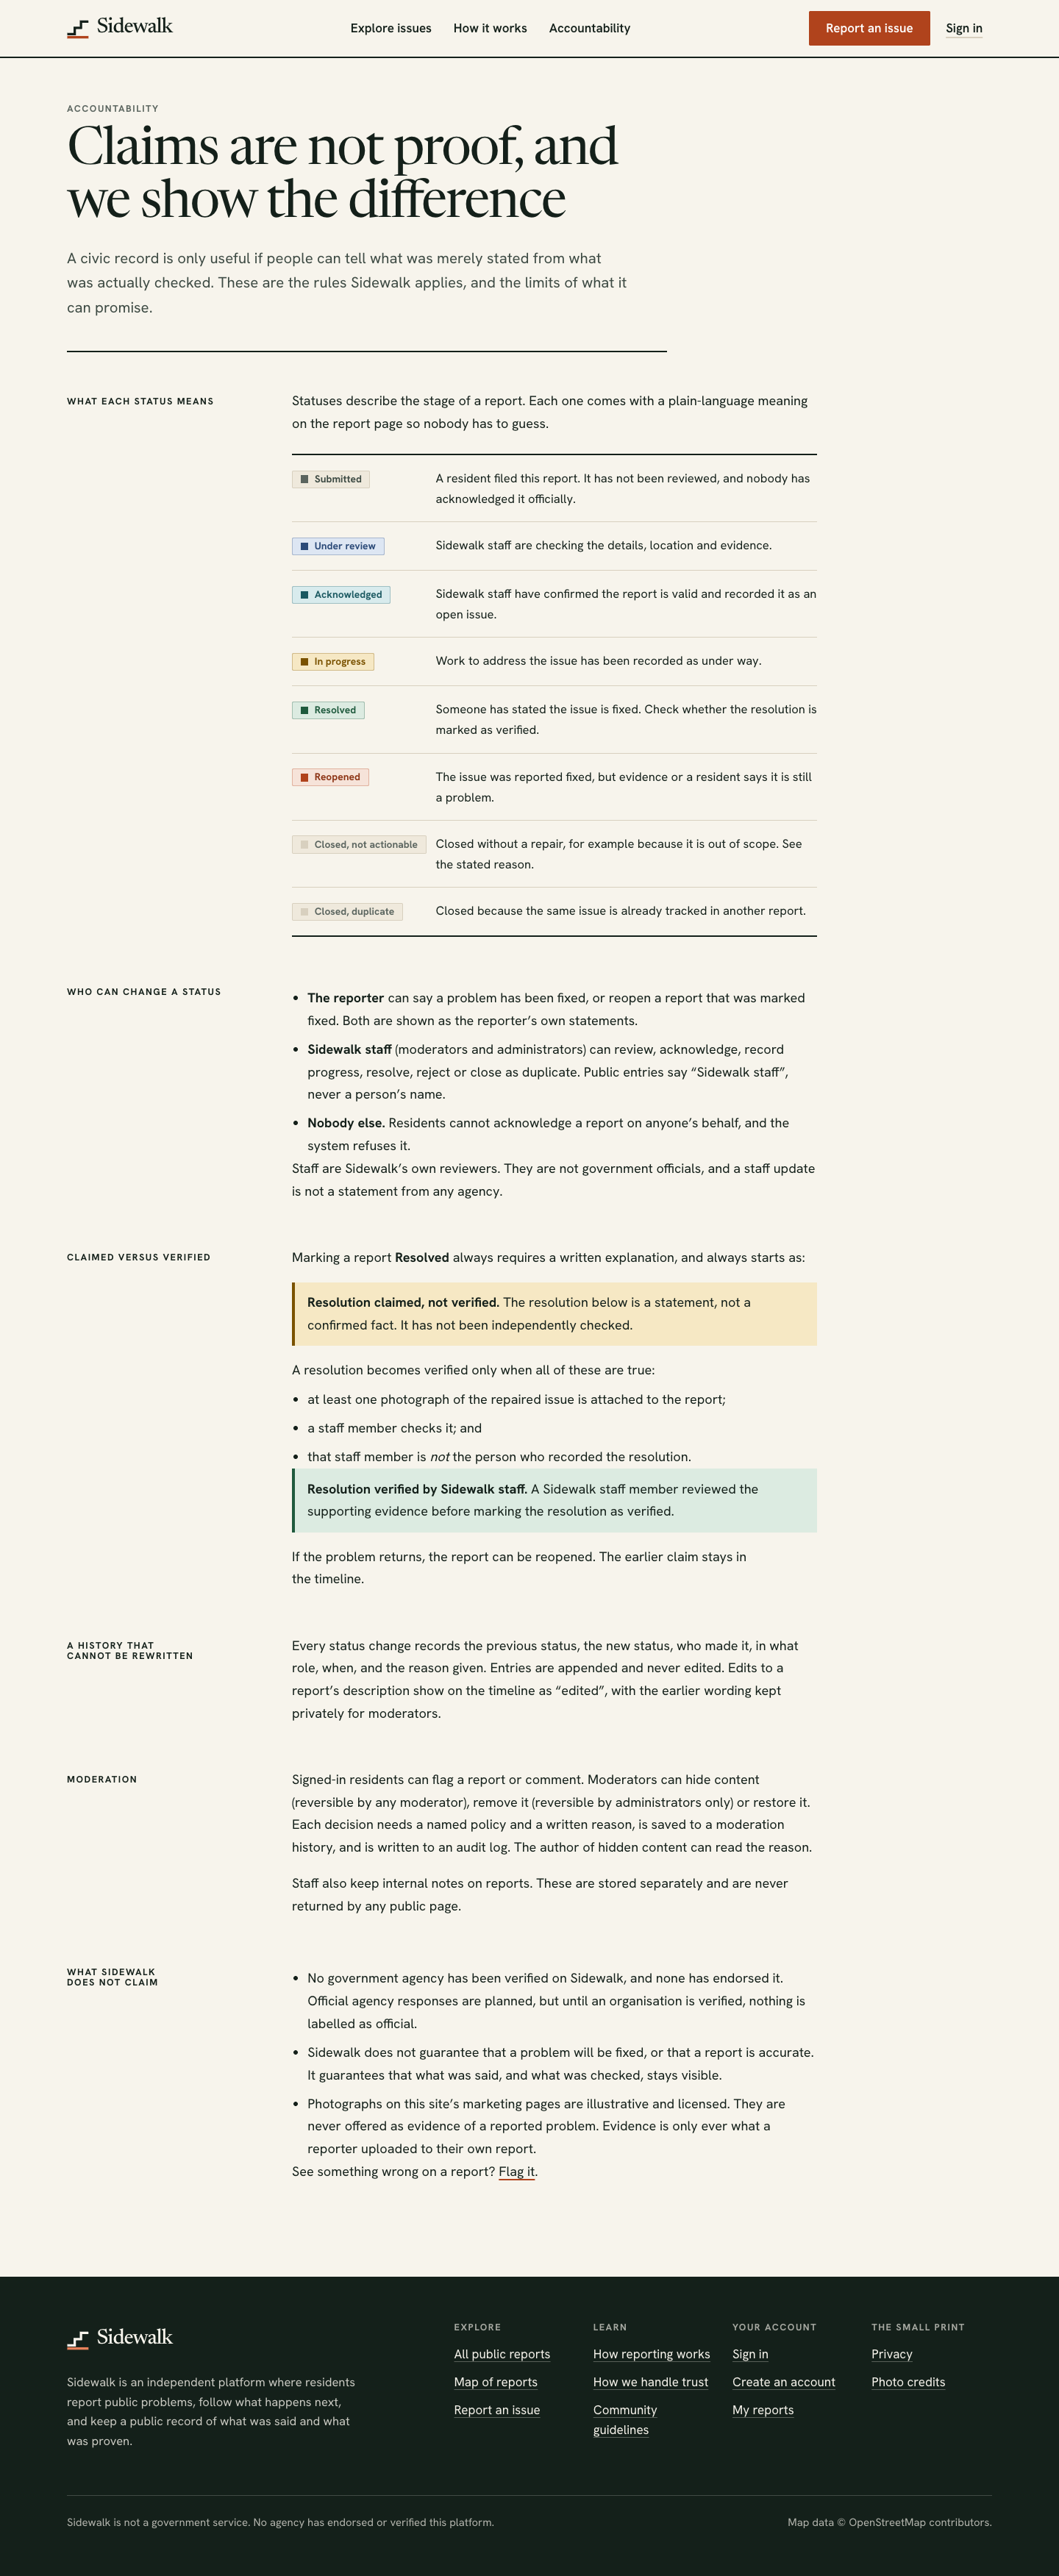 Sidewalk
Explore issues
How it works
Accountability
Report an issue
Sign in
ACCOUNTABILITY
Claims are not proof, and
we show the difference
A civic record is only useful if people can tell what was merely stated from what
was actually checked. These are the rules Sidewalk applies, and the limits of what it
can promise.
WHAT EACH STATUS MEANS
Statuses describe the stage of a report. Each one comes with a plain-language meaning
on the report page so nobody has to guess.
Submitted
A resident filed this report. It has not been reviewed, and nobody has
acknowledged it officially.
Under review
Sidewalk staff are checking the details, location and evidence.
Acknowledged
Sidewalk staff have confirmed the report is valid and recorded it as an
open issue.
In progress
Work to address the issue has been recorded as under way.
Resolved
Someone has stated the issue is fixed. Check whether the resolution is
marked as verified.
Reopened
The issue was reported fixed, but evidence or a resident says it is still
a problem.
Closed, not actionable
Closed without a repair, for example because it is out of scope. See
the stated reason.
Closed, duplicate
Closed because the same issue is already tracked in another report.
WHO CAN CHANGE A STATUS
• The reporter can say a problem has been fixed, or reopen a report that was marked
fixed. Both are shown as the reporter’s own statements.
• Sidewalk staff (moderators and administrators) can review, acknowledge, record
progress, resolve, reject or close as duplicate. Public entries say “Sidewalk staff”,
never a person’s name.
• Nobody else. Residents cannot acknowledge a report on anyone’s behalf, and the
system refuses it.
Staff are Sidewalk’s own reviewers. They are not government officials, and a staff update
is not a statement from any agency.
CLAIMED VERSUS VERIFIED
Marking a report Resolved always requires a written explanation, and always starts as:
Resolution claimed, not verified. The resolution below is a statement, not a
confirmed fact. It has not been independently checked.
A resolution becomes verified only when all of these are true:
• at least one photograph of the repaired issue is attached to the report;
• a staff member checks it; and
• that staff member is not the person who recorded the resolution.
Resolution verified by Sidewalk staff. A Sidewalk staff member reviewed the
supporting evidence before marking the resolution as verified.
If the problem returns, the report can be reopened. The earlier claim stays in
the timeline.
A HISTORY THAT
CANNOT BE REWRITTEN
Every status change records the previous status, the new status, who made it, in what
role, when, and the reason given. Entries are appended and never edited. Edits to a
report’s description show on the timeline as “edited”, with the earlier wording kept
privately for moderators.
MODERATION
Signed-in residents can flag a report or comment. Moderators can hide content
(reversible by any moderator), remove it (reversible by administrators only) or restore it.
Each decision needs a named policy and a written reason, is saved to a moderation
history, and is written to an audit log. The author of hidden content can read the reason.
Staff also keep internal notes on reports. These are stored separately and are never
returned by any public page.
WHAT SIDEWALK
DOES NOT CLAIM
• No government agency has been verified on Sidewalk, and none has endorsed it.
Official agency responses are planned, but until an organisation is verified, nothing is
labelled as official.
• Sidewalk does not guarantee that a problem will be fixed, or that a report is accurate.
It guarantees that what was said, and what was checked, stays visible.
• Photographs on this site’s marketing pages are illustrative and licensed. They are
never offered as evidence of a reported problem. Evidence is only ever what a
reporter uploaded to their own report.
See something wrong on a report? Flag it.
Sidewalk
Sidewalk is an independent platform where residents
report public problems, follow what happens next,
and keep a public record of what was said and what
was proven.
EXPLORE
All public reports
Map of reports
Report an issue
LEARN
How reporting works
How we handle trust
Community
guidelines
YOUR ACCOUNT
Sign in
Create an account
My reports
THE SMALL PRINT
Privacy
Photo credits
Sidewalk is not a government service. No agency has endorsed or verified this platform.
Map data © OpenStreetMap contributors.